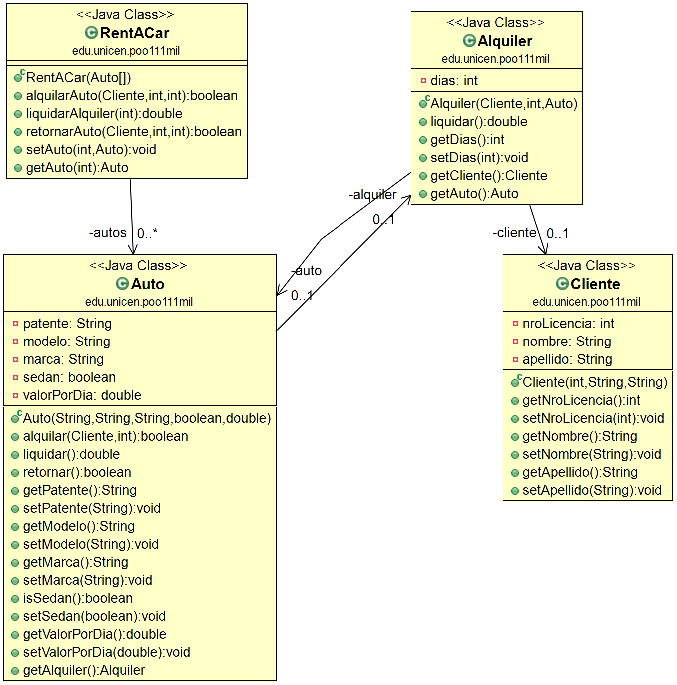 <<Java Class>>
RentACar
edu.unicen.poo111mil
RentACar(Auto[])
alquilarAuto(Cliente,int,int):boolean
liquidarAlquiler(int):double
retornarAuto(Cliente,int,int):boolean
setAuto(int,Auto):void
getAuto(int):Auto
<<Java Class>>
Alquiler
edu.unicen.poo111mil
dias: int
Alquiler(Cliente,int,Auto)
liquidar():double
getDias():int
setDias(int):void
getCliente():Cliente
getAuto():Auto
-alquiler
0..1
-autos
0..*
-cliente
0..1
-auto
0..1
<<Java Class>>
Auto
edu.unicen.poo111mil
patente: String
modelo: String
marca: String
sedan: boolean
valorPorDia: double
Auto(String,String,String,boolean,double)
alquilar(Cliente,int):boolean
liquidar():double
retornar():boolean
getPatente():String
setPatente(String):void
getModelo():String
setModelo(String):void
getMarca():String
setMarca(String):void
isSedan():boolean
setSedan(boolean):void
getValorPorDia():double
setValorPorDia(double):void
getAlquiler():Alquiler
<<Java Class>>
Cliente
edu.unicen.poo111mil
nroLicencia: int
nombre: String
apellido: String
Cliente(int,String,String)
getNroLicencia():int
setNroLicencia(int):void
getNombre():String
setNombre(String):void
getApellido():String
setApellido(String):void